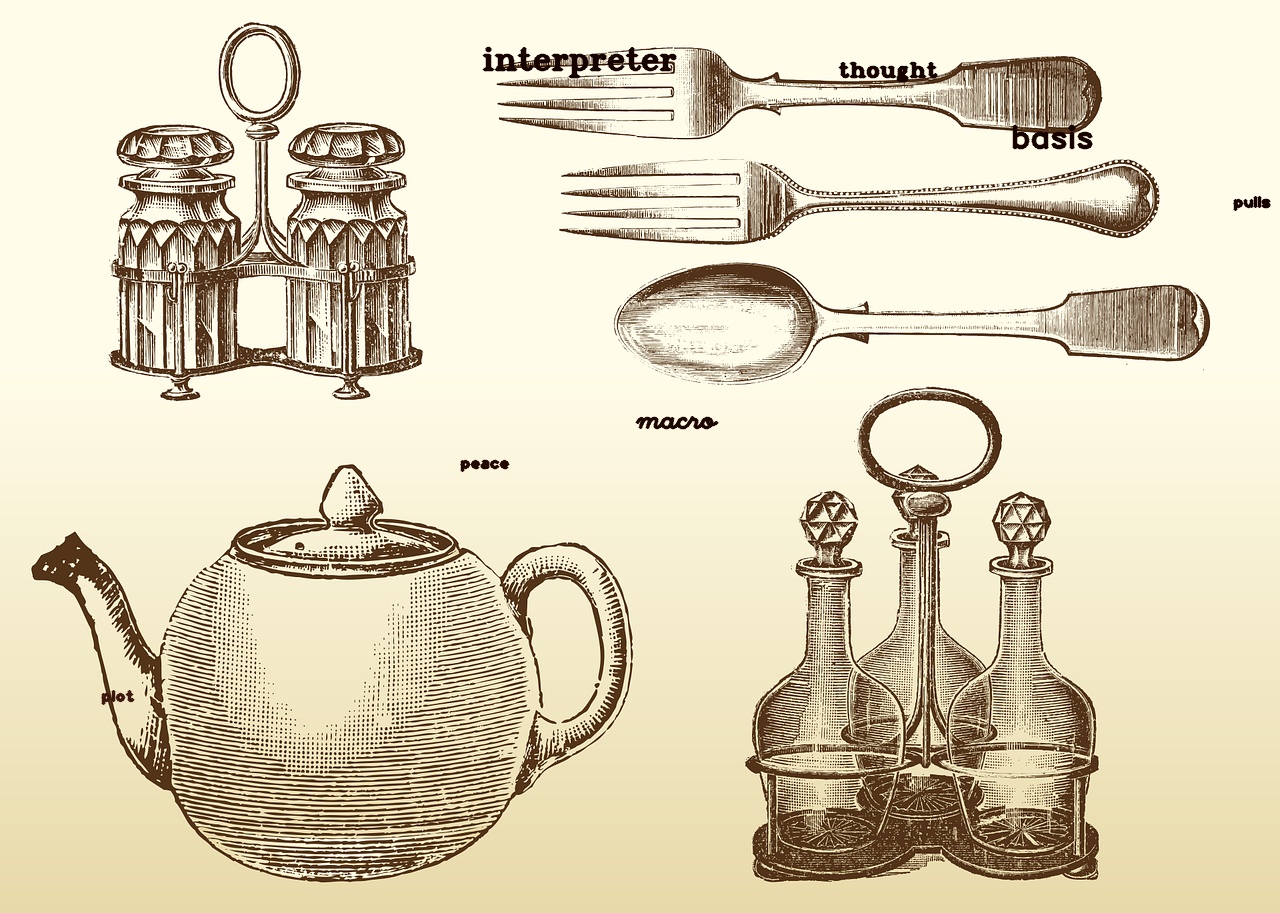 interpreter
thought
basis
pulls
macro
peace
plot